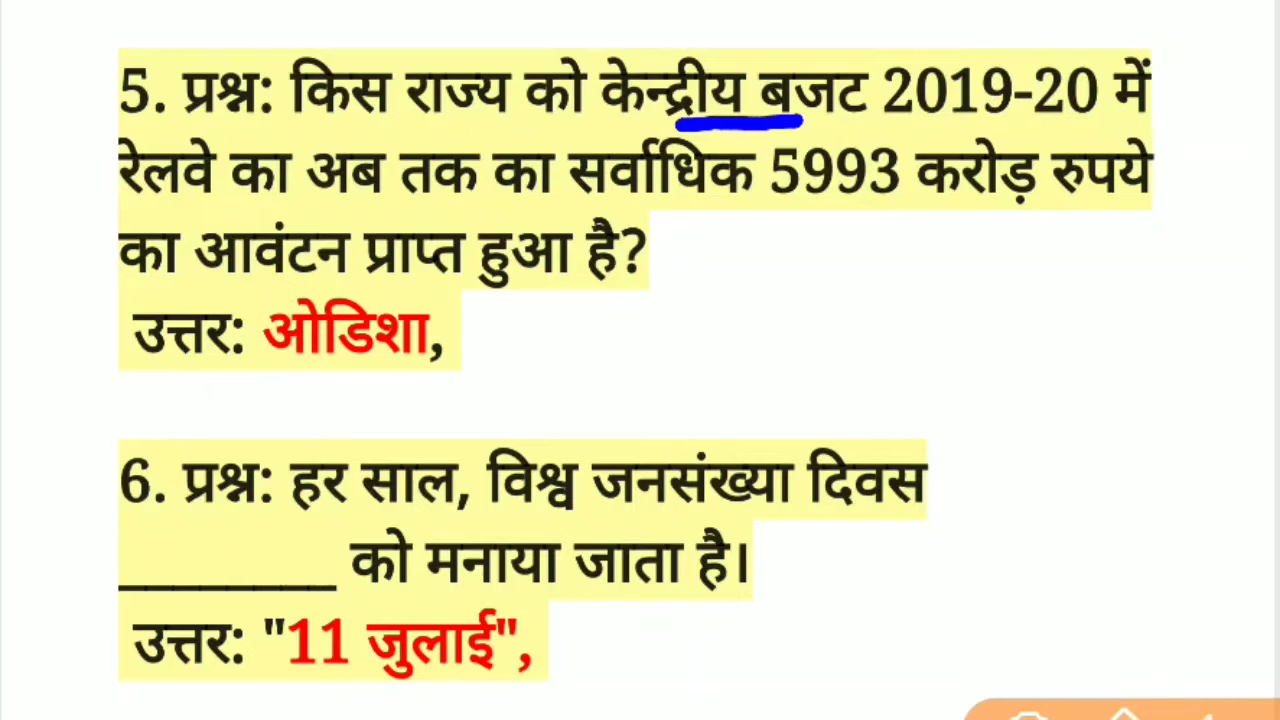 5. प्रश्न: किस राज्य को केन्द्रीय बजट 2019-20 में
रेलवे का अब तक का सर्वाधिक 5993 करोड़ रुपये
का आवंटन प्राप्त हुआ है?
उत्तर: ओडिशा,
6. प्रश्न: हर साल, विश्व जनसंख्या दिवस
_________ को मनाया जाता है।
उत्तर: "11 जुलाई",